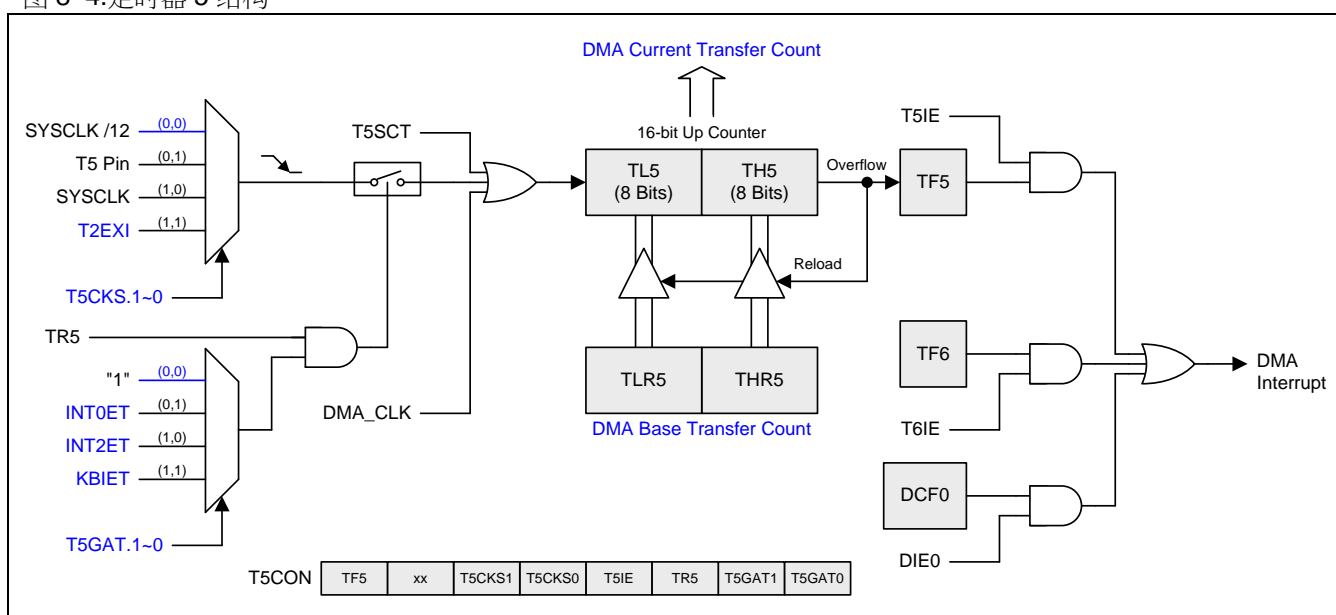 图 8-4.定时器 5 结构
DMA Current Transfer Count
SYSCLK /12 (0,0)
T5 Pin (0,1)
SYSCLK (1,0)
T2EXI (1,1)
T5CKS.1~0
T5SCT
16-bit Up Counter
TL5
(8 Bits)
TH5
(8 Bits)
Overflow
TF5
T5IE
Reload
TR5
"1" (0,0)
INT0ET (0,1)
INT2ET (1,0)
KBIET (1,1)
T5GAT.1~0
DMA_CLK
TLR5
THR5
DMA Base Transfer Count
TF6
T6IE
DMA
Interrupt
DCF0
DIE0
T5CON TF5 xx T5CKS1 T5CKS0 T5IE TR5 T5GAT1 T5GAT0